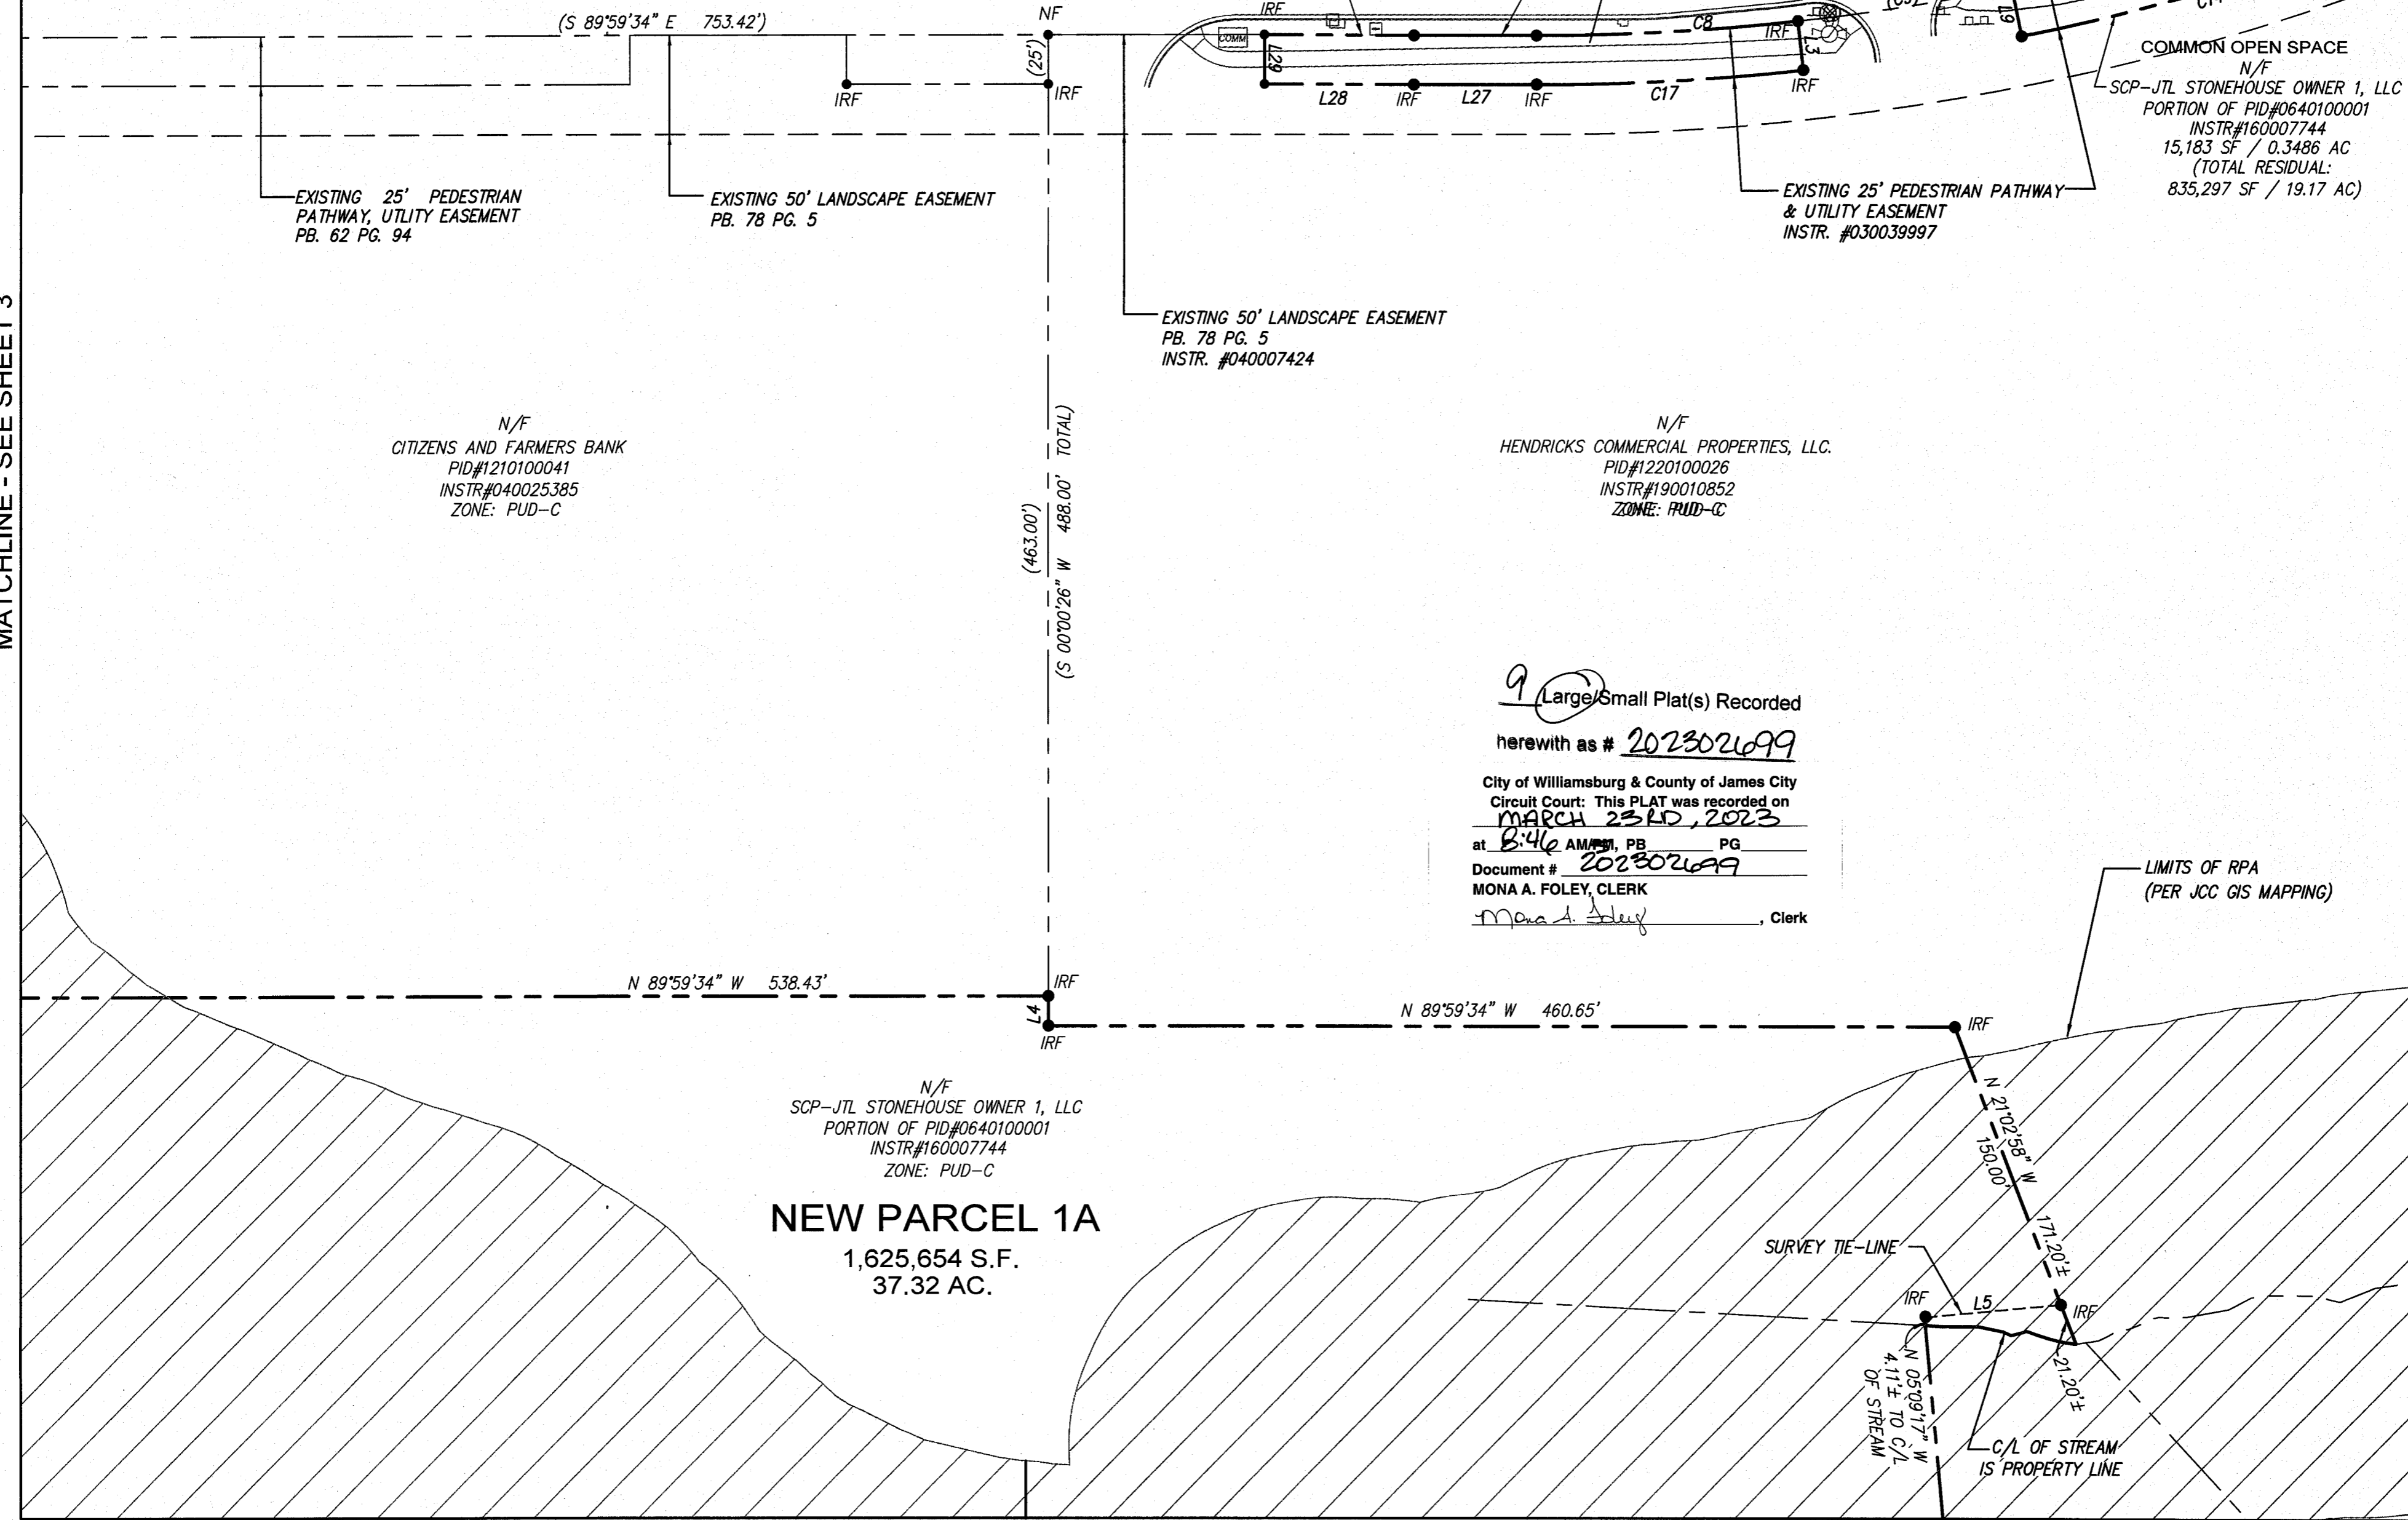 (S 89°59'34" E 753.42')
NF
(25')
IRF
IRF
IRF
COMM
L29
L28
IRF
L27
IRF
C17
C8
IRF
L3
IRF
L9
COMMON OPEN SPACE
N/F
SCP-JTL STONEHOUSE OWNER 1, LLC
PORTION OF PID#0640100001
INSTR#160007744
15,183 SF / 0.3486 AC
(TOTAL RESIDUAL:
835,297 SF / 19.17 AC)
EXISTING 25' PEDESTRIAN
PATHWAY, UTLITY EASEMENT
PB. 62 PG. 94
EXISTING 50' LANDSCAPE EASEMENT
PB. 78 PG. 5
EXISTING 25' PEDESTRIAN PATHWAY
& UTILITY EASEMENT
INSTR. #030039997
EXISTING 50' LANDSCAPE EASEMENT
PB. 78 PG. 5
INSTR. #040007424
MATCHLINE - SEE SHEET 3
N/F
CITIZENS AND FARMERS BANK
PID#1210100041
INSTR#040025385
ZONE: PUD-C
(463.00')
(S 00°00'26" W 488.00' TOTAL)
N/F
HENDRICKS COMMERCIAL PROPERTIES, LLC.
PID#1220100026
INSTR#190010852
ZONE: PUD-C
9 Large/Small Plat(s) Recorded
herewith as # 202302699
City of Williamsburg & County of James City
Circuit Court: This PLAT was recorded on
MARCH 23RD, 2023
at 8:46 AM/PM, PB PG
Document # 202302699
MONA A. FOLEY, CLERK
Mona A. Foley, Clerk
LIMITS OF RPA
(PER JCC GIS MAPPING)
N 89°59'34" W 538.43'
IRF
L4
IRF
N 89°59'34" W 460.65'
IRF
N 21°02'58" W 171.20'±
150.00'
N/F
SCP-JTL STONEHOUSE OWNER 1, LLC
PORTION OF PID#0640100001
INSTR#160007744
ZONE: PUD-C
NEW PARCEL 1A
1,625,654 S.F.
37.32 AC.
SURVEY TIE-LINE
IRF
L5
IRF
21.20'±
N 05°09'17" W
4.11'± TO C/L
OF STREAM
C/L OF STREAM
IS PROPERTY LINE